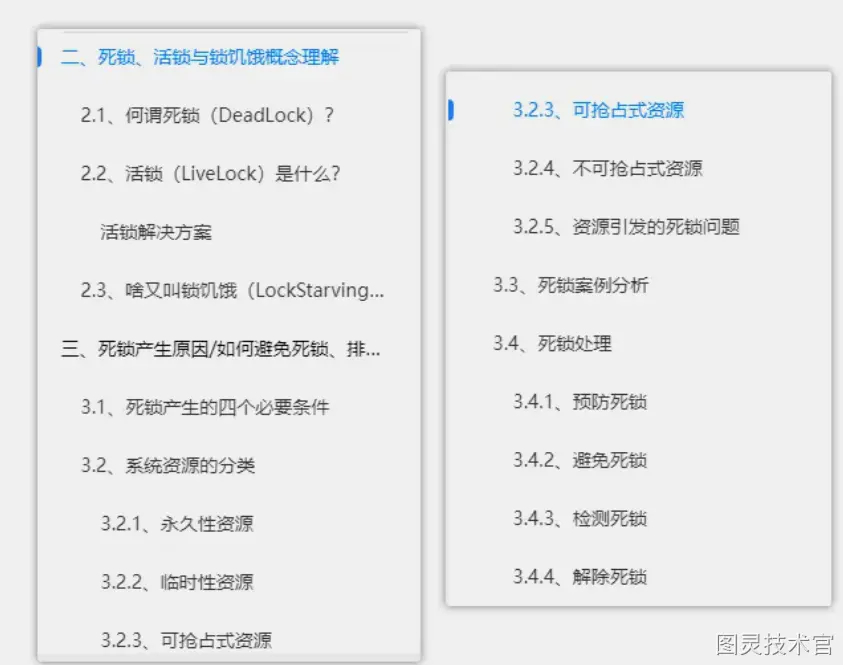 二、死锁、活锁与锁饥饿概念理解
2.1、何谓死锁（DeadLock）?
2.2、活锁（LiveLock）是什么?
活锁解决方案
2.3、啥又叫锁饥饿（LockStarving...
三、死锁产生原因/如何避免死锁、排...
3.1、死锁产生的四个必要条件
3.2、系统资源的分类
3.2.1、永久性资源
3.2.2、临时性资源
3.2.3、可抢占式资源
3.2.3、可抢占式资源
3.2.4、不可抢占式资源
3.2.5、资源引发的死锁问题
3.3、死锁案例分析
3.4、死锁处理
3.4.1、预防死锁
3.4.2、避免死锁
3.4.3、检测死锁
3.4.4、解除死锁
图灵技术官